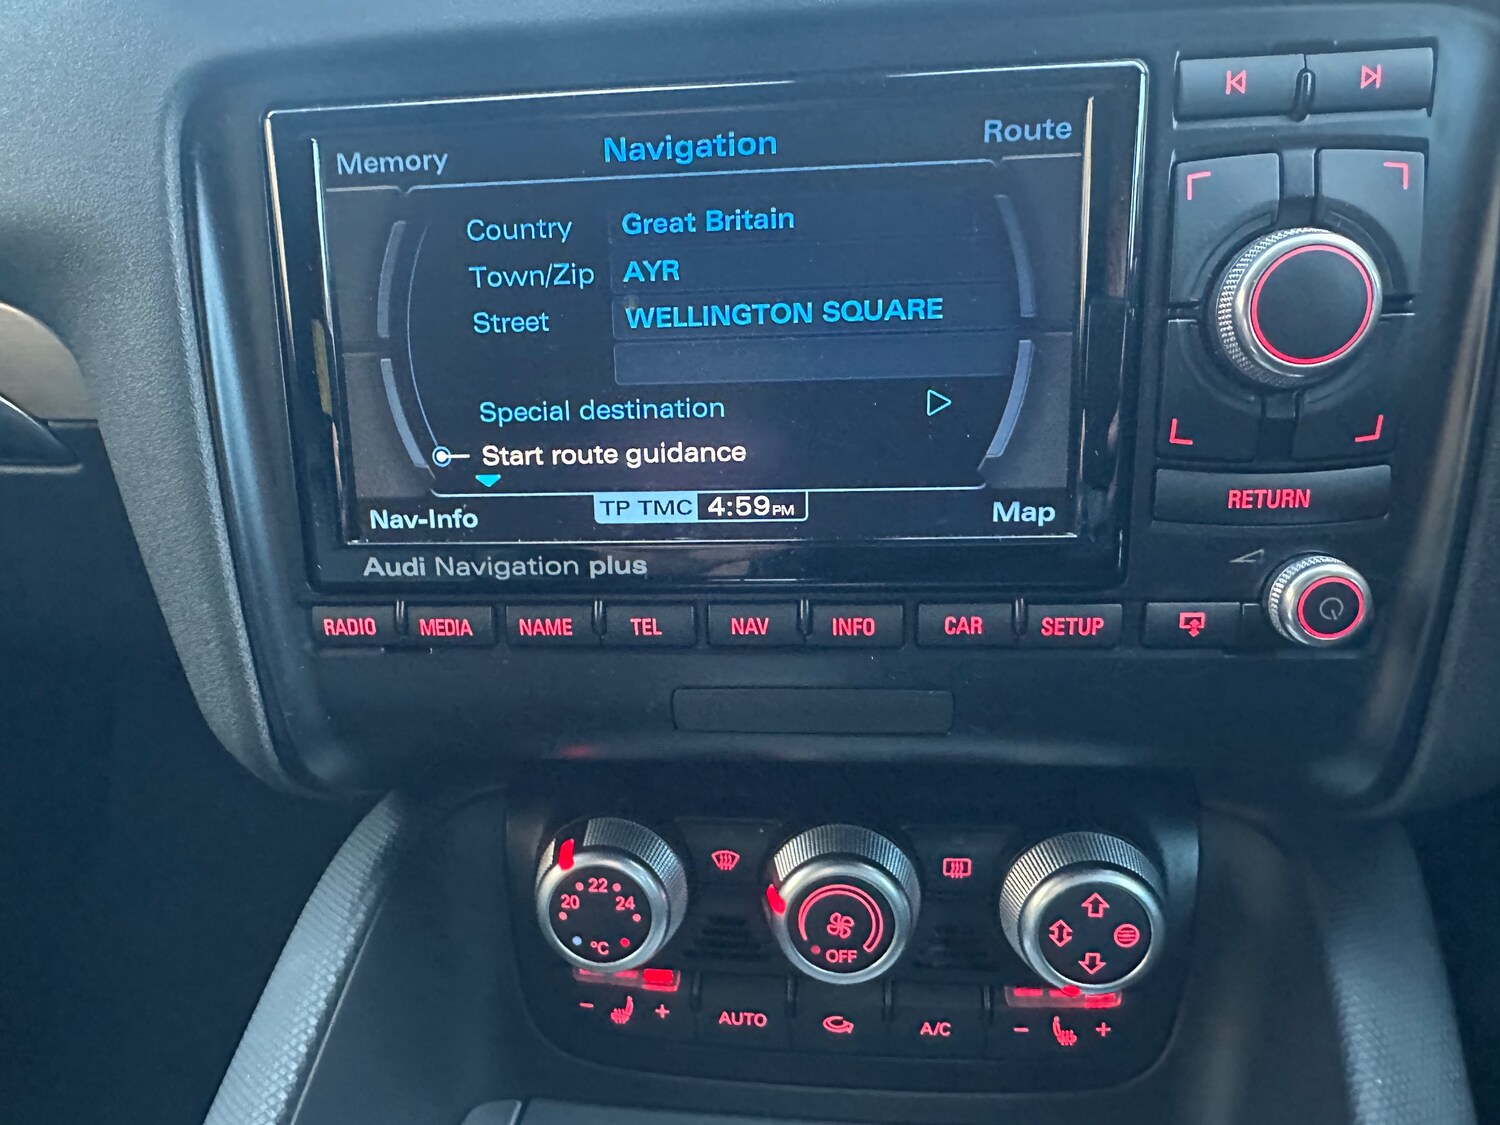 Memory Navigation Route
Country Great Britain
Town/Zip AYR
Street WELLINGTON SQUARE
Special destination
Start route guidance
Nav-Info TP TMC 4:59PM Map
Audi Navigation plus
RETURN
RADIO MEDIA NAME TEL NAV INFO CAR SETUP
20 22 24
°C
OFF
- + AUTO A/C - +